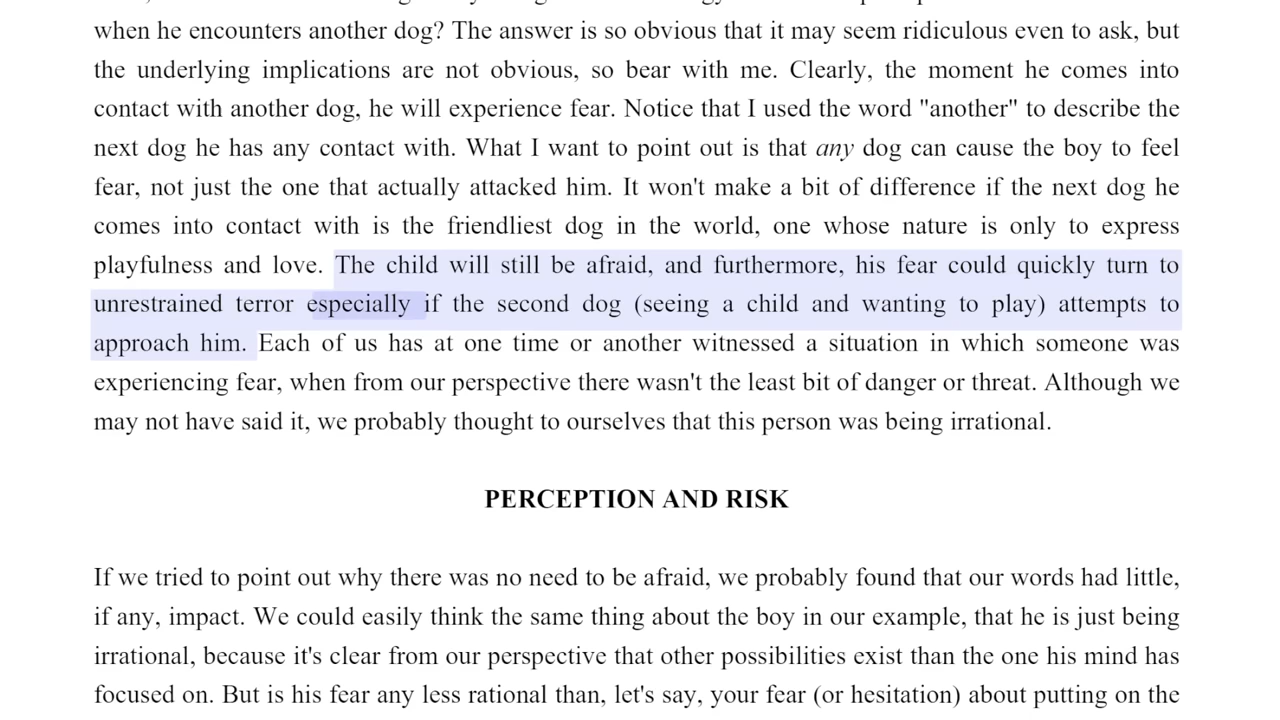 when he encounters another dog? The answer is so obvious that it may seem ridiculous even to ask, but
the underlying implications are not obvious, so bear with me. Clearly, the moment he comes into
contact with another dog, he will experience fear. Notice that I used the word "another" to describe the
next dog he has any contact with. What I want to point out is that any dog can cause the boy to feel
fear, not just the one that actually attacked him. It won't make a bit of difference if the next dog he
comes into contact with is the friendliest dog in the world, one whose nature is only to express
playfulness and love. The child will still be afraid, and furthermore, his fear could quickly turn to
unrestrained terror especially if the second dog (seeing a child and wanting to play) attempts to
approach him. Each of us has at one time or another witnessed a situation in which someone was
experiencing fear, when from our perspective there wasn't the least bit of danger or threat. Although we
may not have said it, we probably thought to ourselves that this person was being irrational.
PERCEPTION AND RISK
If we tried to point out why there was no need to be afraid, we probably found that our words had little,
if any, impact. We could easily think the same thing about the boy in our example, that he is just being
irrational, because it's clear from our perspective that other possibilities exist than the one his mind has
focused on. But is his fear any less rational than, let's say, your fear (or hesitation) about putting on the